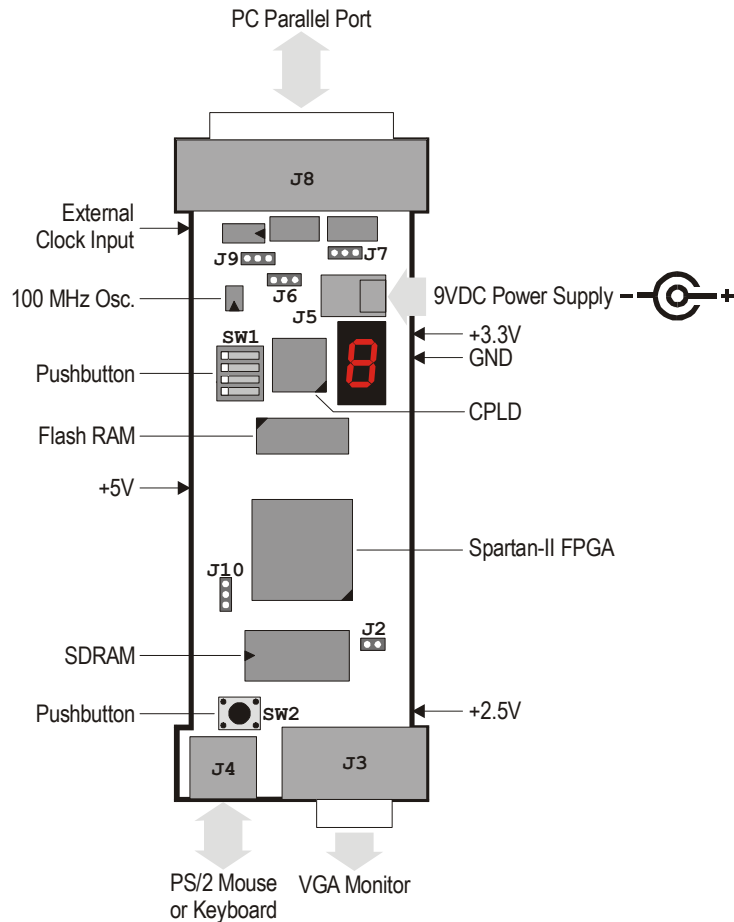 PC Parallel Port
J8
External
Clock Input
J9
J7
J6
100 MHz Osc.
J5
9VDC Power Supply - +
SW1
+3.3V
GND
8
Pushbutton
CPLD
Flash RAM
+5V
Spartan-II FPGA
J10
J2
SDRAM
Pushbutton
SW2
+2.5V
J4
J3
PS/2 Mouse
or Keyboard
VGA Monitor